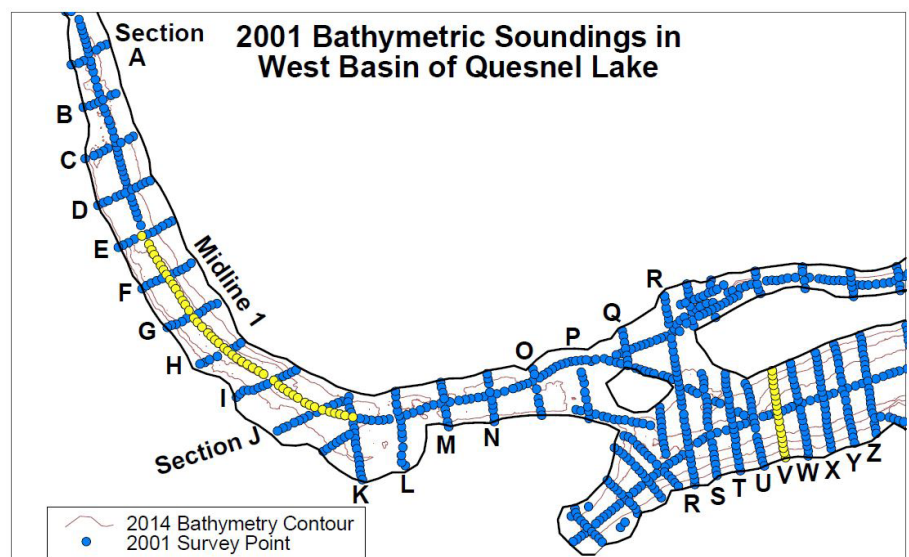 Section
A
2001 Bathymetric Soundings in
West Basin of Quesnel Lake
B
C
D
E
F
G
H
I
Midline 1
Section J
K
L
M
N
O
P
Q
R
R
S
T
U
V
W
X
Y
Z
2014 Bathymetry Contour
2001 Survey Point